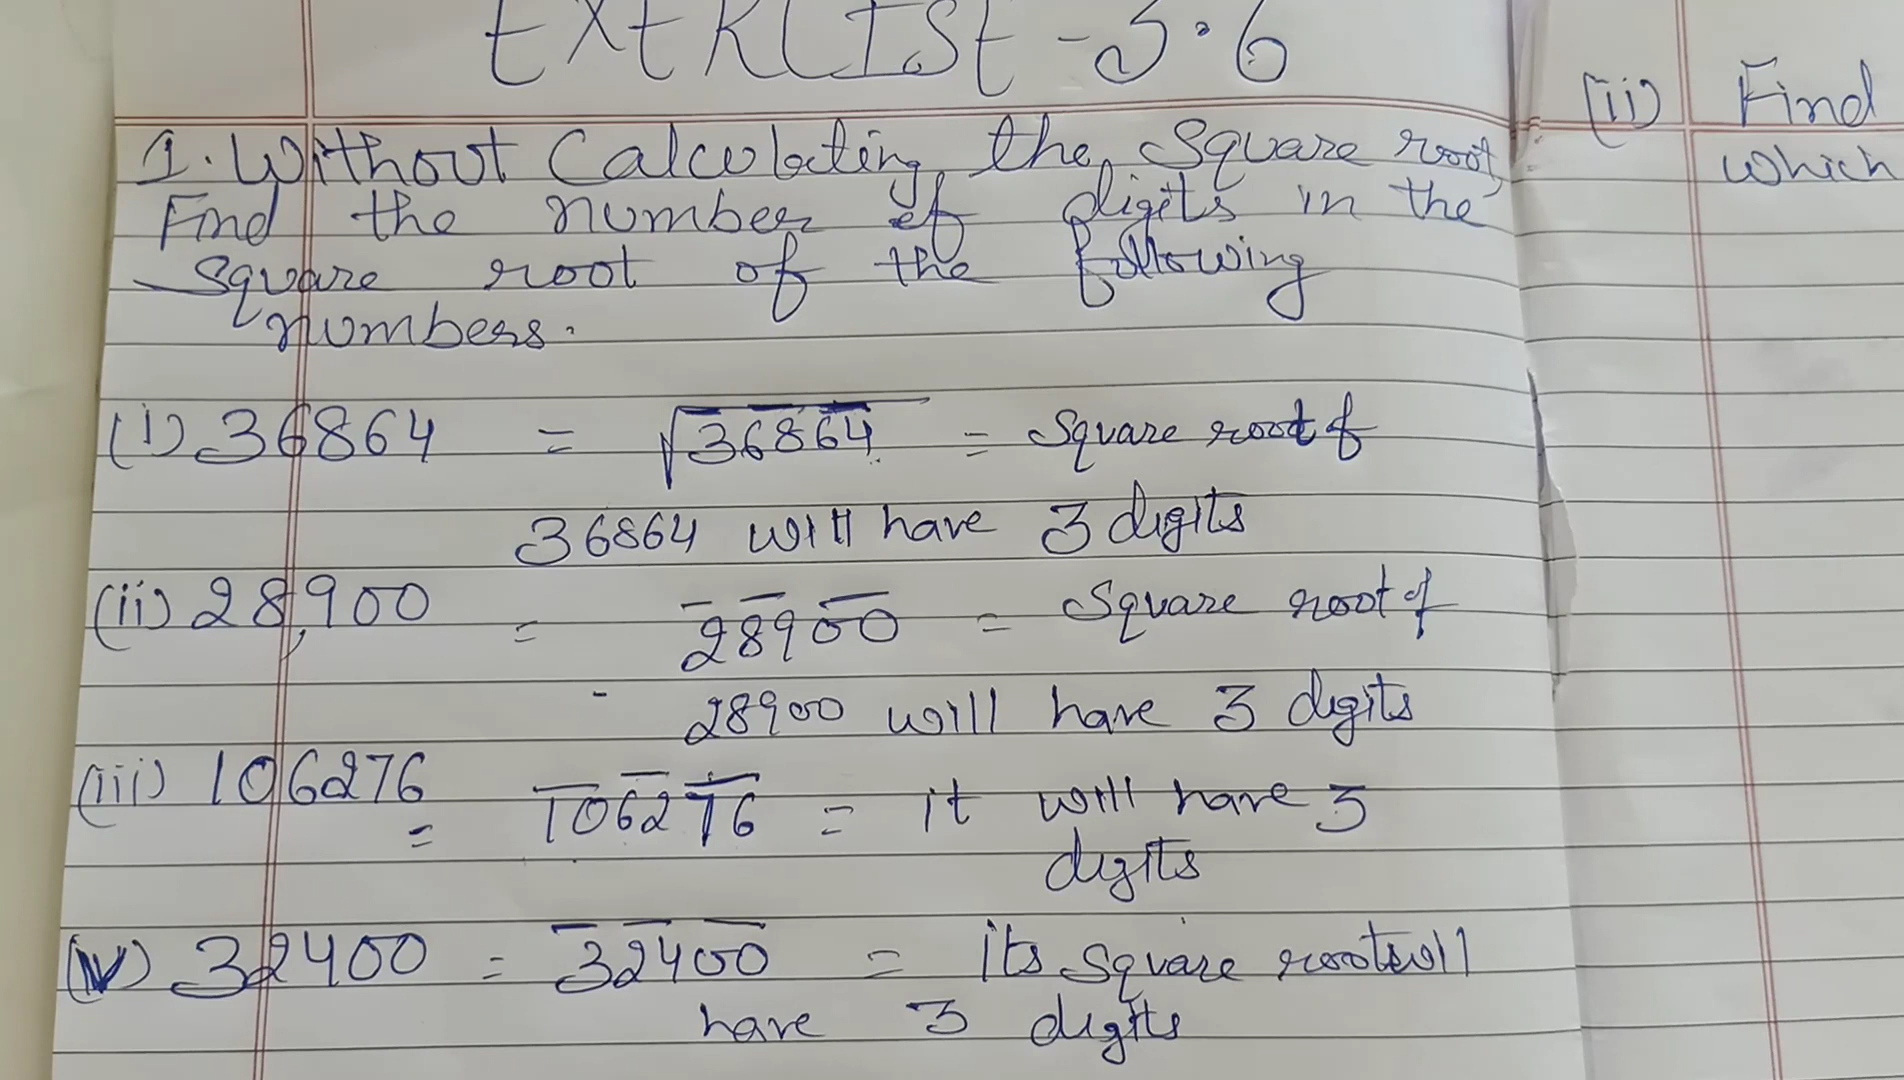 EXERCISE - 3.6
1. Without Calculating the Square root,
Find the number of digits in the
square root of the following
numbers.
(i) 36864 = √36864 = Square root of
36864 will have 3 digits
(ii) 28,900 = 28900 = Square root of
28900 will have 3 digits
(iii) 106276 = 106276 = it will have 3
digits
(iv) 32400 = 32400 = its square root will
have 3 digits
(ii) Find
which